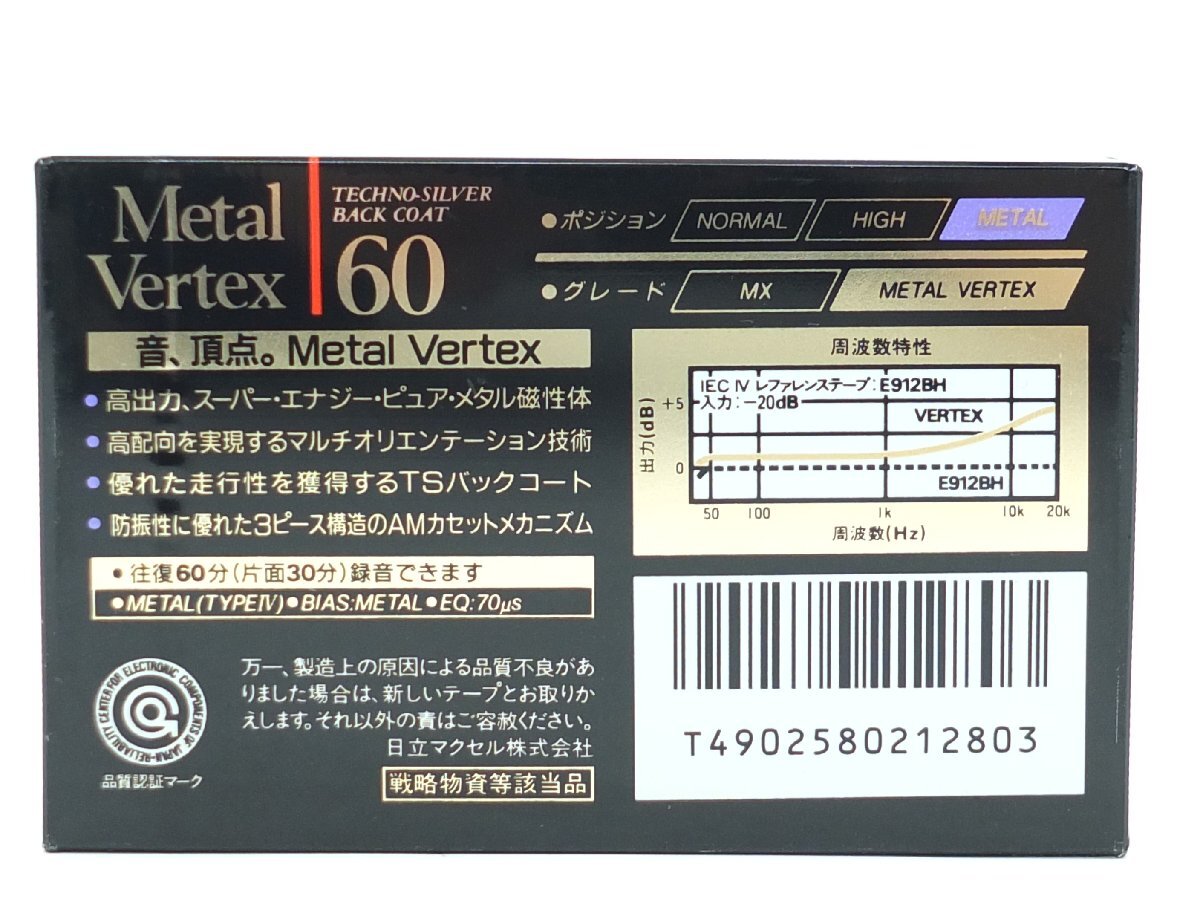 Metal
Vertex
TECHNO-SILVER
BACK COAT
60
●ポジション NORMAL HIGH METAL
●グレード MX METAL VERTEX
音、頂点。Metal Vertex
●高出力、スーパー・エナジー・ピュア・メタル磁性体
●高配向を実現するマルチオリエンテーション技術
●優れた走行性を獲得するTSバックコート
●防振性に優れた3ピース構造のAMカセットメカニズム
●往復60分(片面30分)録音できます
●METAL(TYPEⅣ)●BIAS:METAL●EQ:70μs
周波数特性
IEC Ⅳ レファレンステープ:E912BH
入力:−20dB
VERTEX
E912BH
出力(dB)
+5
0
50 100 1k 10k 20k
周波数(Hz)
RELIABILITY CENTER FOR ELECTRONIC COMPONENTS OF JAPAN
品質認証マーク
万一、製造上の原因による品質不良があ
りました場合は、新しいテープとお取りか
えします。それ以外の責はご容赦ください。
日立マクセル株式会社
戦略物資等該当品
T4902580212803